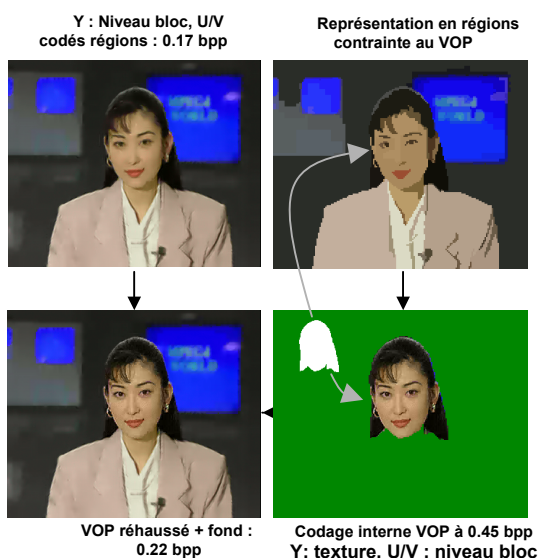 Y : Niveau bloc, U/V
codés régions : 0.17 bpp
Représentation en régions
contrainte au VOP
WORLD
VOP réhaussé + fond :
0.22 bpp
Codage interne VOP à 0.45 bpp
Y: texture, U/V : niveau bloc